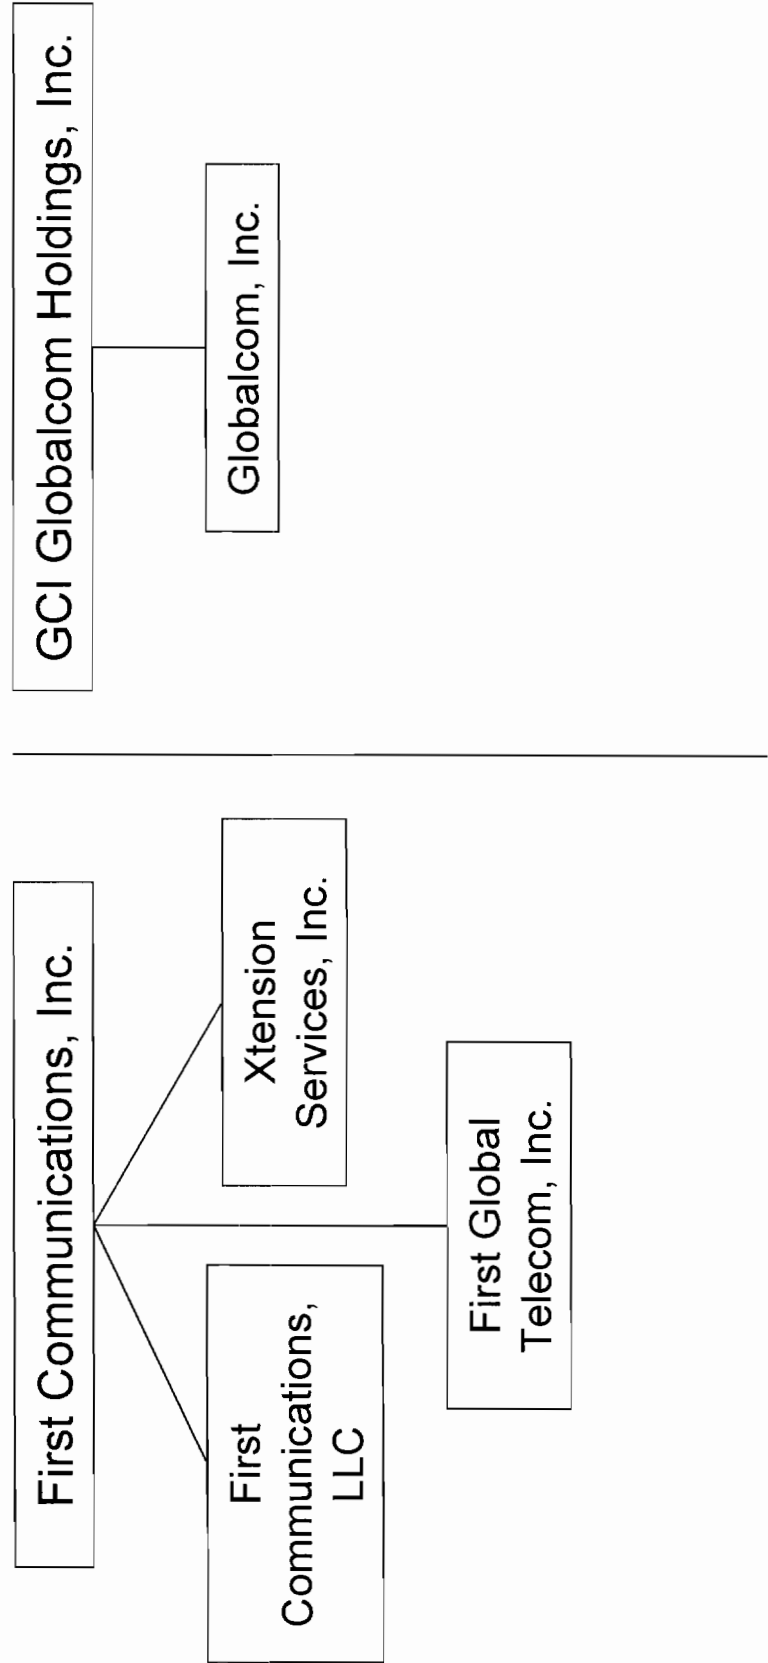 First Communications, Inc.
First
Communications,
LLC
Xtension
Services, Inc.
First Global
Telecom, Inc.
GCI Globalcom Holdings, Inc.
Globalcom, Inc.